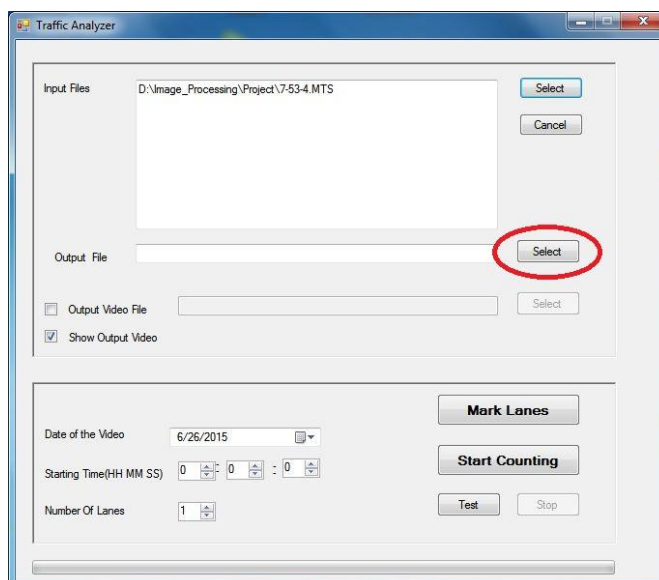 Traffic Analyzer
Input Files
D:\Image_Processing\Project\7-53-4.MTS
Select
Cancel
Output File
Select
Output Video File
Select
Show Output Video
Mark Lanes
Date of the Video
6/26/2015
Start Counting
Starting Time(HH MM SS)
0 : 0 : 0
Number Of Lanes
1
Test
Stop